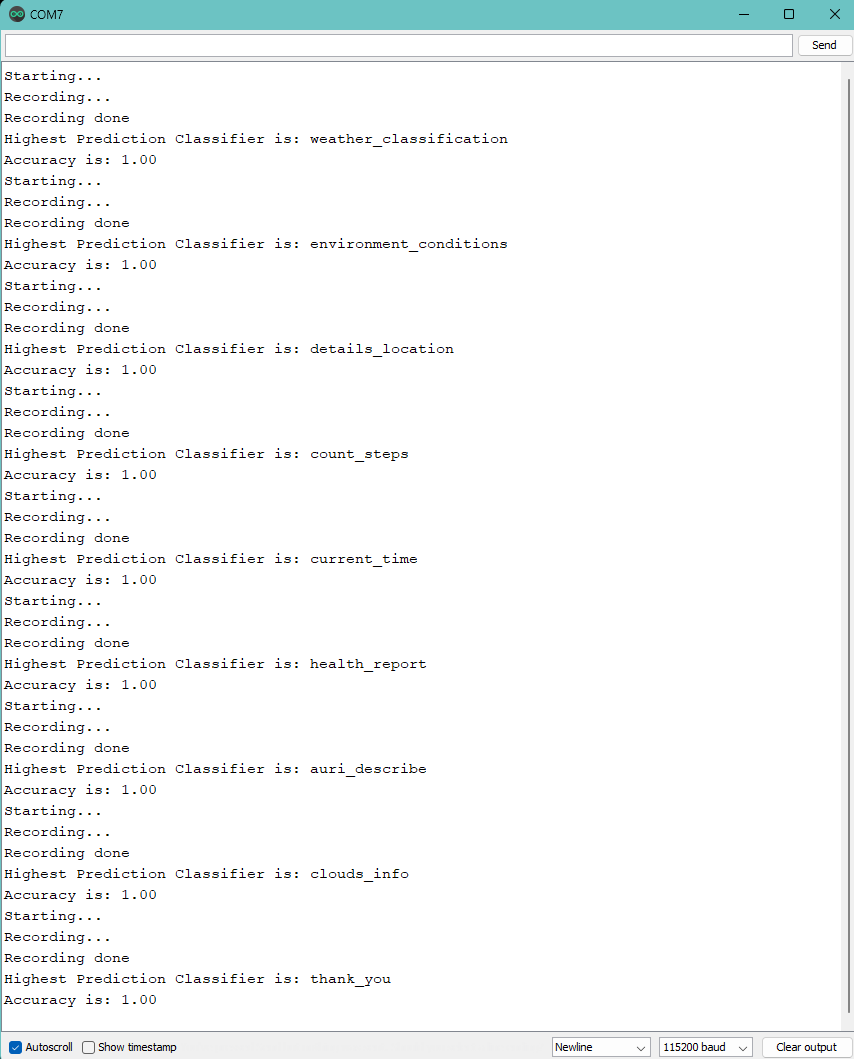 COM7
Send
Starting...
Recording...
Recording done
Highest Prediction Classifier is: weather_classification
Accuracy is: 1.00
Starting...
Recording...
Recording done
Highest Prediction Classifier is: environment_conditions
Accuracy is: 1.00
Starting...
Recording...
Recording done
Highest Prediction Classifier is: details_location
Accuracy is: 1.00
Starting...
Recording...
Recording done
Highest Prediction Classifier is: count_steps
Accuracy is: 1.00
Starting...
Recording...
Recording done
Highest Prediction Classifier is: current_time
Accuracy is: 1.00
Starting...
Recording...
Recording done
Highest Prediction Classifier is: health_report
Accuracy is: 1.00
Starting...
Recording...
Recording done
Highest Prediction Classifier is: auri_describe
Accuracy is: 1.00
Starting...
Recording...
Recording done
Highest Prediction Classifier is: clouds_info
Accuracy is: 1.00
Starting...
Recording...
Recording done
Highest Prediction Classifier is: thank_you
Accuracy is: 1.00
Autoscroll Show timestamp Newline 115200 baud Clear output